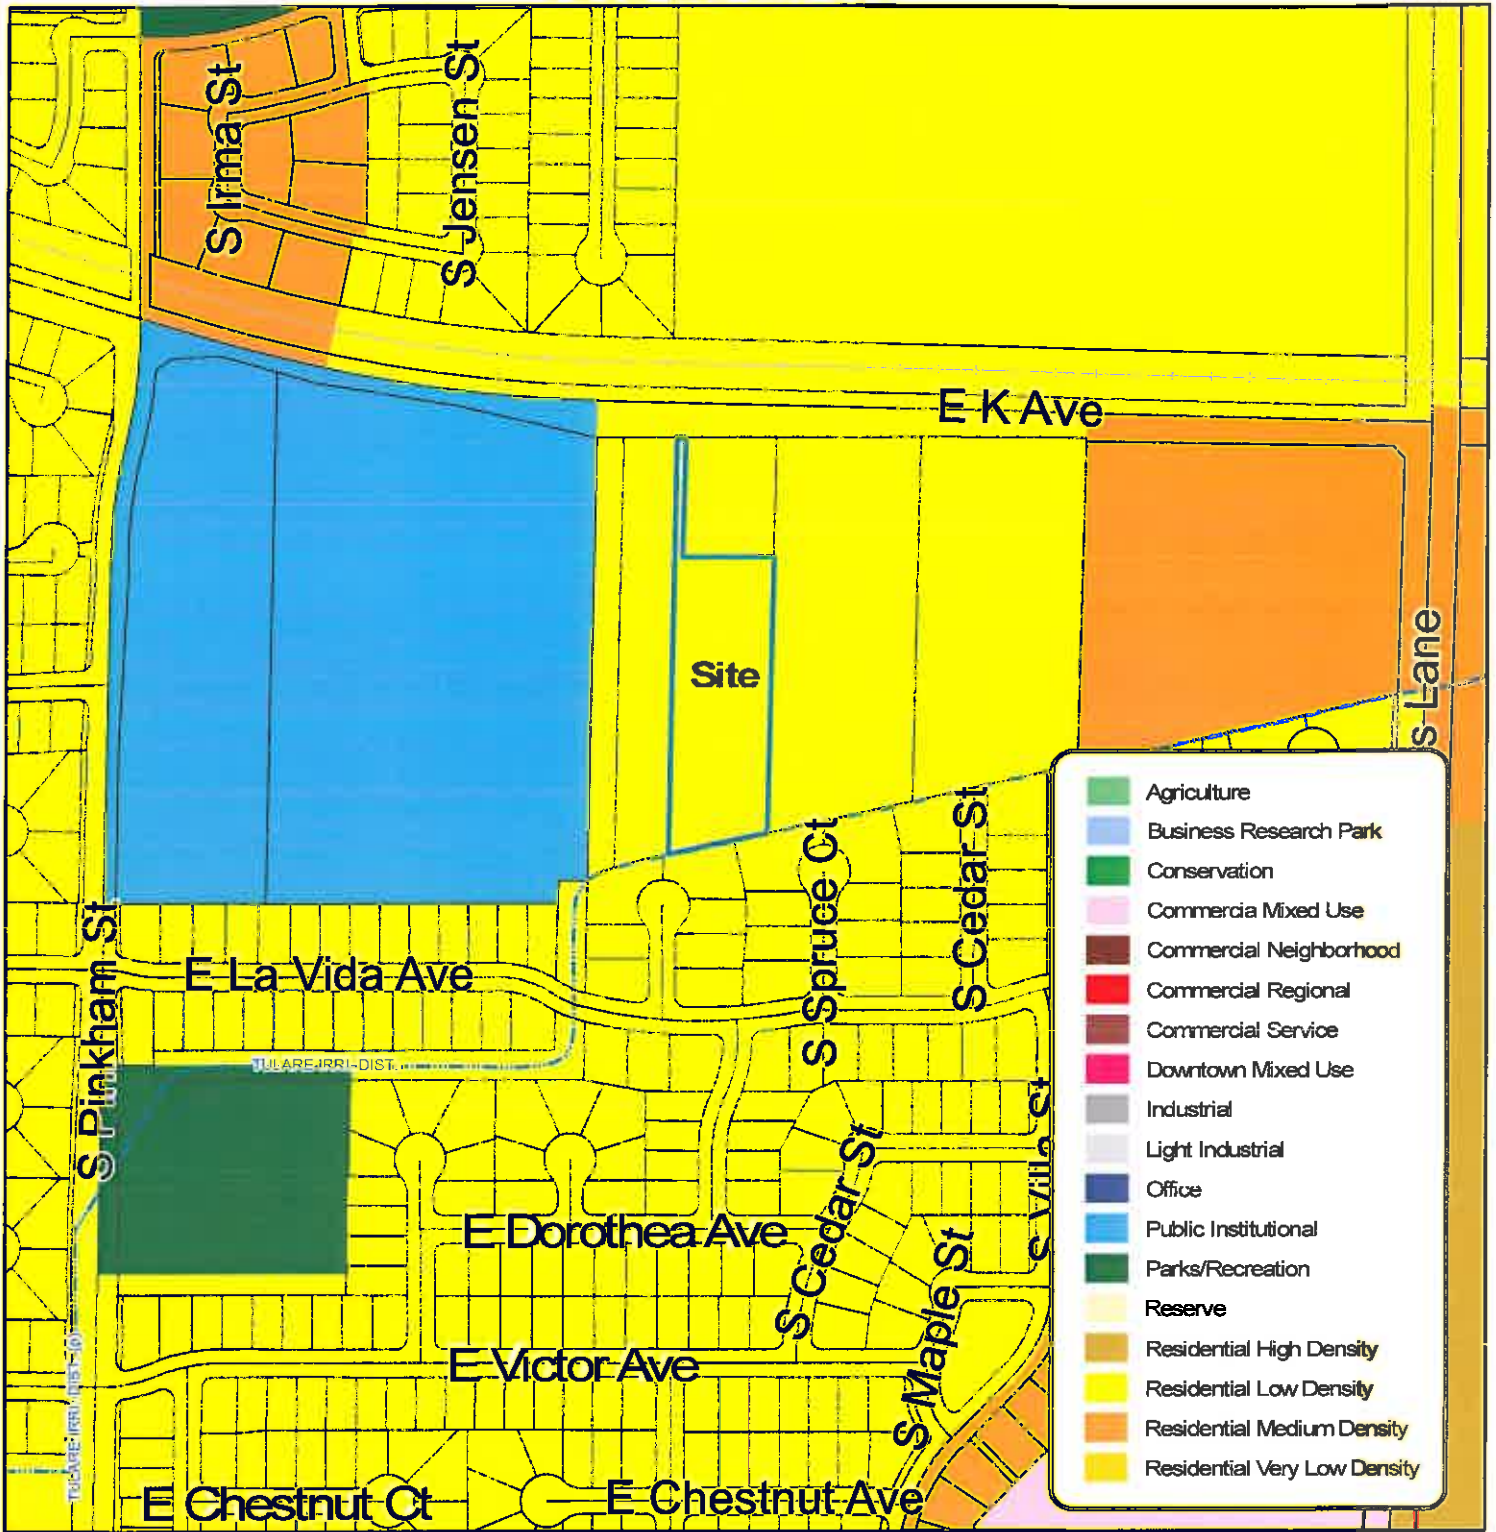 S Irma St
S Jensen St
E K Ave
Site
s Lane
S Pinkham St
E La Vida Ave
S Spruce Ct
S Cedar St
TULARE IRRI-DIST.
S Cedar St
E Dorothea Ave
S Maple St
E Victor Ave
TULARE IRRI DIST
E Chestnut Ct
E Chestnut Ave
Agriculture
Business Research Park
Conservation
Commercia Mixed Use
Commercial Neighborhood
Commercial Regional
Commercial Service
Downtown Mixed Use
Industrial
Light Industrial
Office
Public Institutional
Parks/Recreation
Reserve
Residential High Density
Residential Low Density
Residential Medium Density
Residential Very Low Density